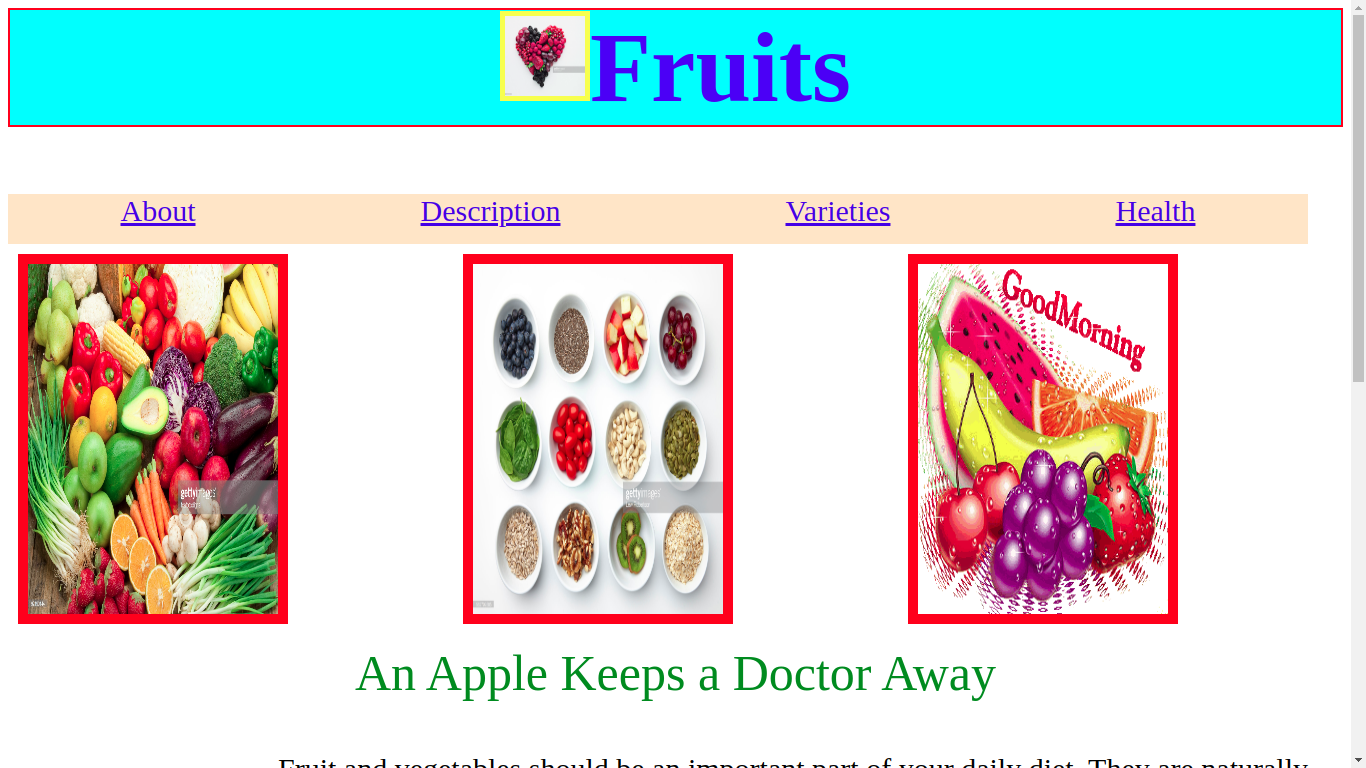 Fruits
About Description Varieties Health
GoodMorning
gettyimages
gettyimages
An Apple Keeps a Doctor Away
Fruit and vegetables should be an important part of your daily diet. They are naturally